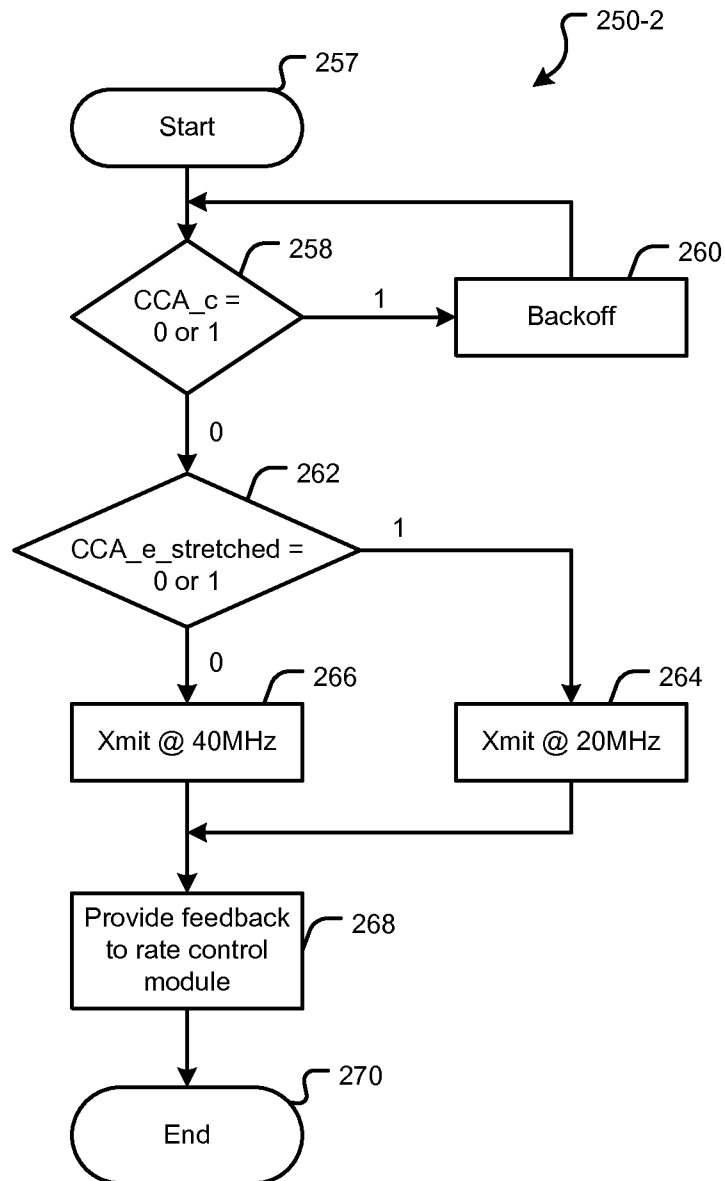 250-2
257
Start
258
CCA_c =
0 or 1
1
260
Backoff
0
262
CCA_e_stretched =
0 or 1
1
0
266
Xmit @ 40MHz
264
Xmit @ 20MHz
Provide feedback
to rate control
module
268
270
End